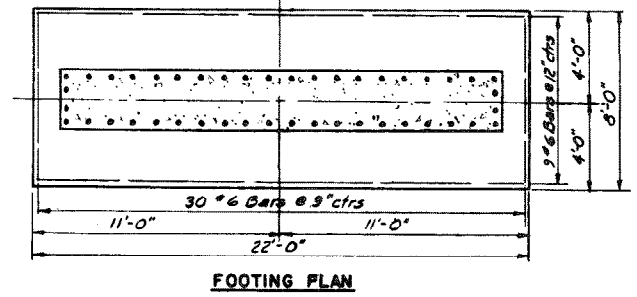 9 #6 Bars @ 12" ctrs
4'-0"
4'-0"
8'-0"
30 #6 Bars @ 9" ctrs
11'-0"
11'-0"
22'-0"
FOOTING PLAN